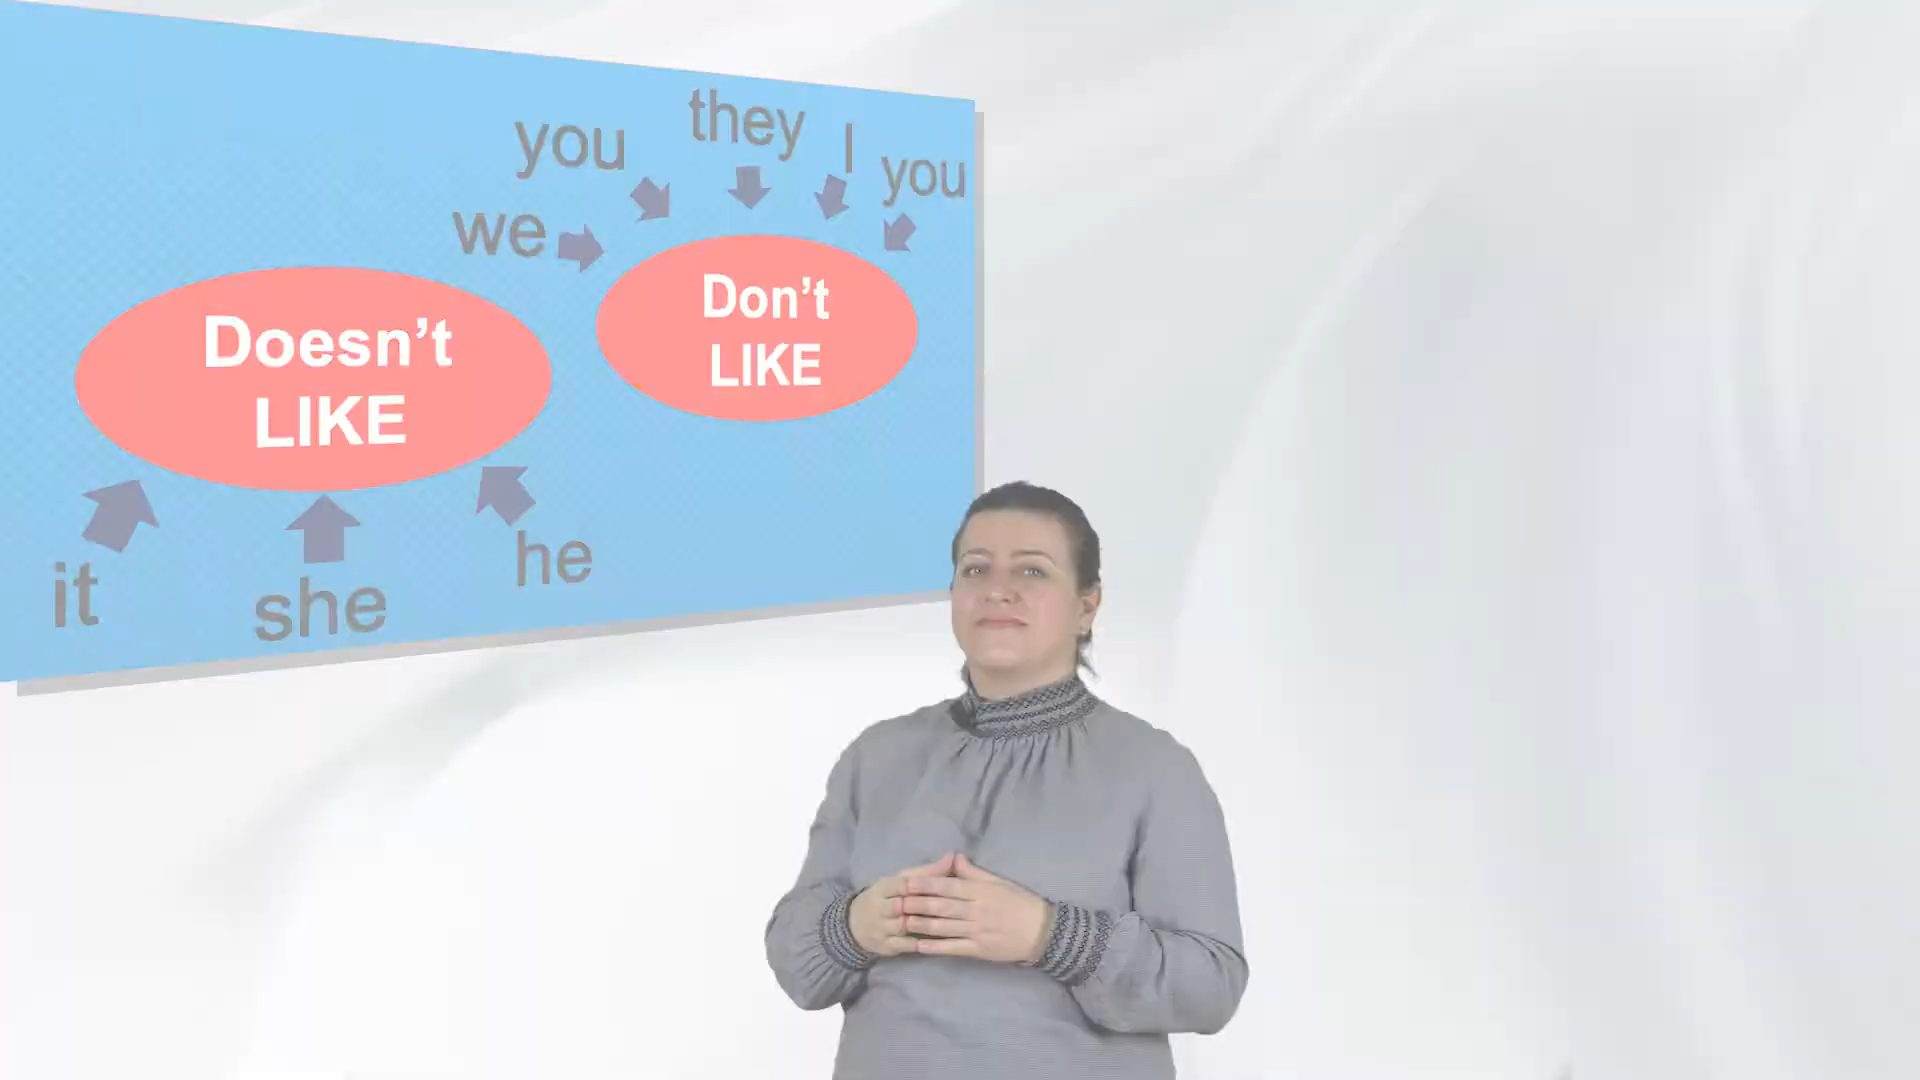 you they I you
we
Don't
LIKE
Doesn't
LIKE
it she he